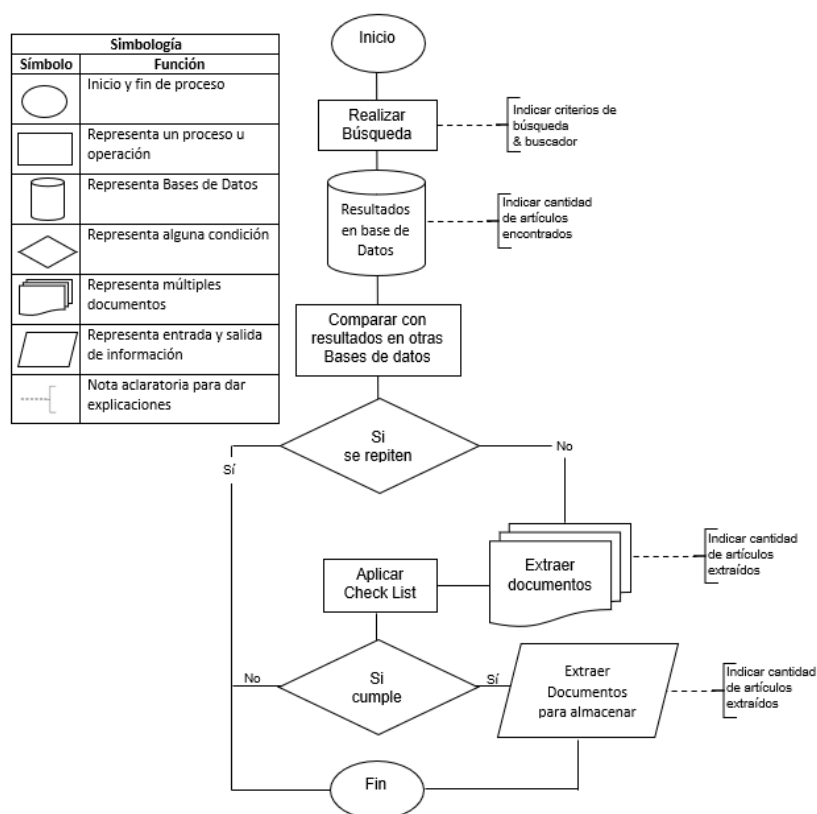 Simbología
Símbolo Función
Inicio y fin de proceso
Representa un proceso u
operación
Representa Bases de Datos
Representa alguna condición
Representa múltiples
documentos
Representa entrada y salida
de información
Nota aclaratoria para dar
explicaciones
Inicio
Realizar
Búsqueda
Indicar criterios de
búsqueda
& buscador
Resultados
en base de
Datos
Indicar cantidad
de artículos
encontrados
Comparar con
resultados en otras
Bases de datos
Si
se repiten
Sí
No
Extraer
documentos
Indicar cantidad
de artículos
extraídos
Aplicar
Check List
Si
cumple
No
Sí
Extraer
Documentos
para almacenar
Indicar cantidad
de artículos
extraídos
Fin